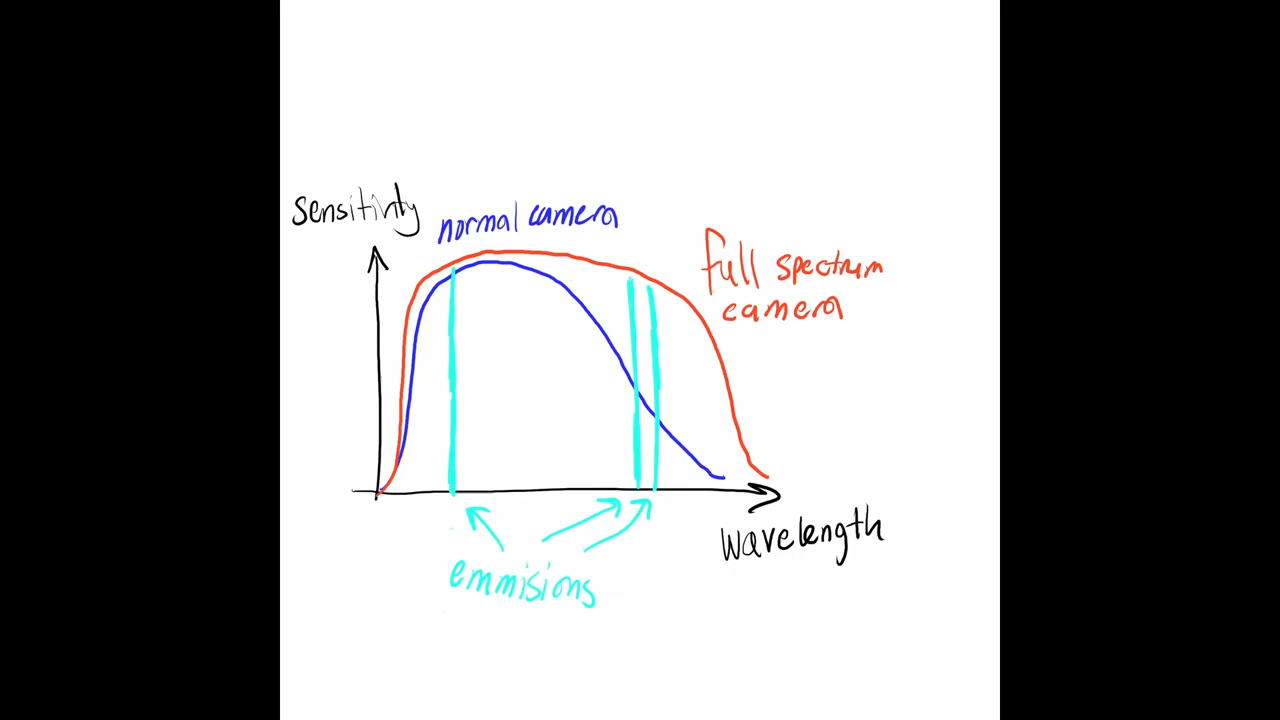 sensitivity
normal camera
full spectrum
camera
wavelength
emmisions